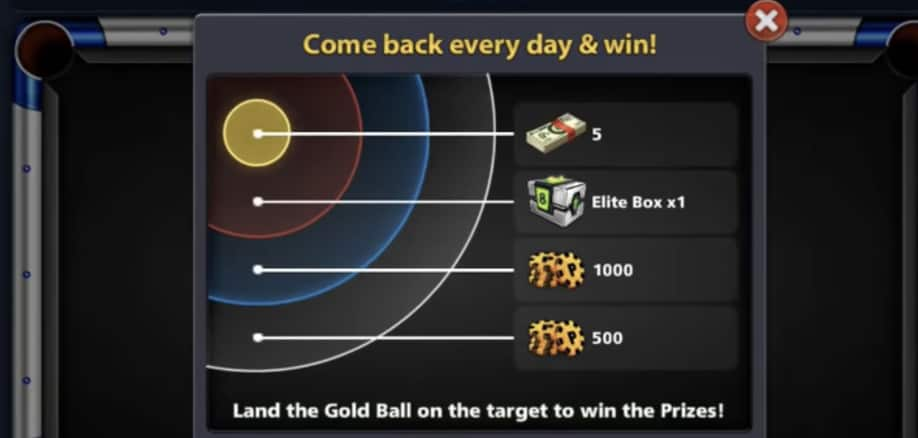 Come back every day & win!
5
Elite Box x1
1000
500
Land the Gold Ball on the target to win the Prizes!